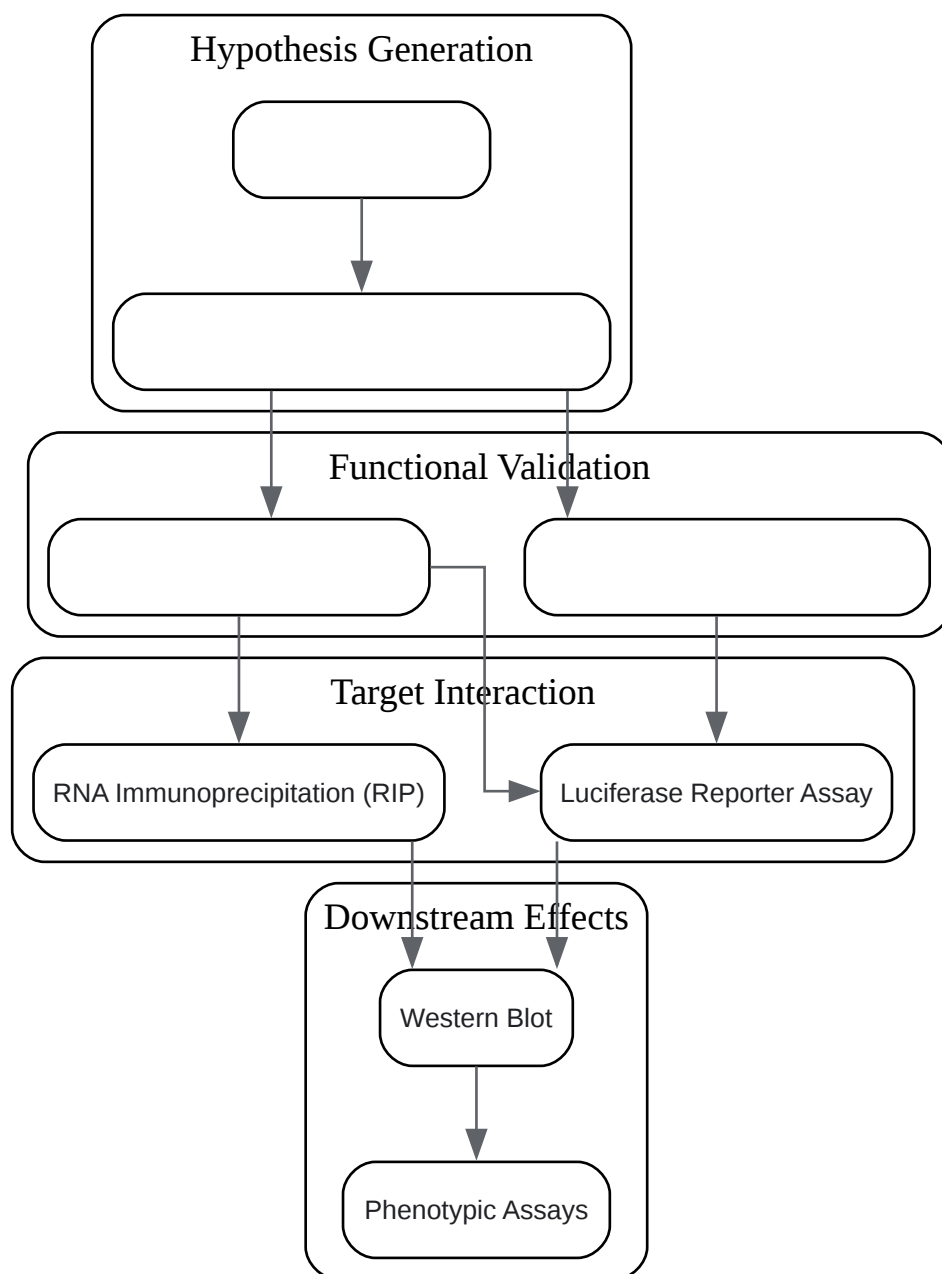 Hypothesis Generation
Functional Validation
Target Interaction
RNA Immunoprecipitation (RIP)
Luciferase Reporter Assay
Downstream Effects
Western Blot
Phenotypic Assays